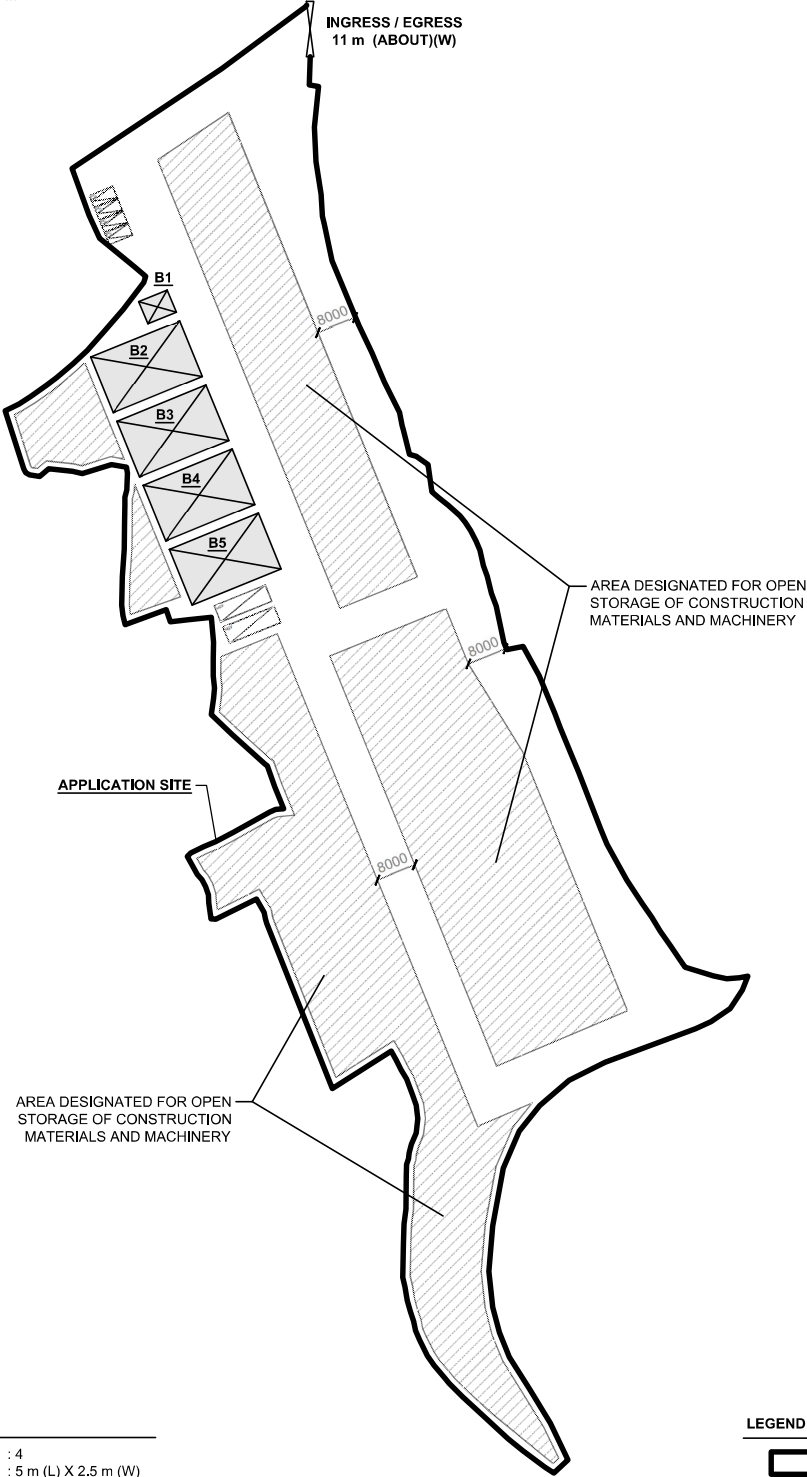 INGRESS / EGRESS
11 m (ABOUT)(W)
B1
8000
B2
B3
B4
B5
AREA DESIGNATED FOR OPEN
STORAGE OF CONSTRUCTION
MATERIALS AND MACHINERY
8000
APPLICATION SITE
8000
AREA DESIGNATED FOR OPEN
STORAGE OF CONSTRUCTION
MATERIALS AND MACHINERY
LEGEND
: 4
: 5 m (L) X 2.5 m (W)